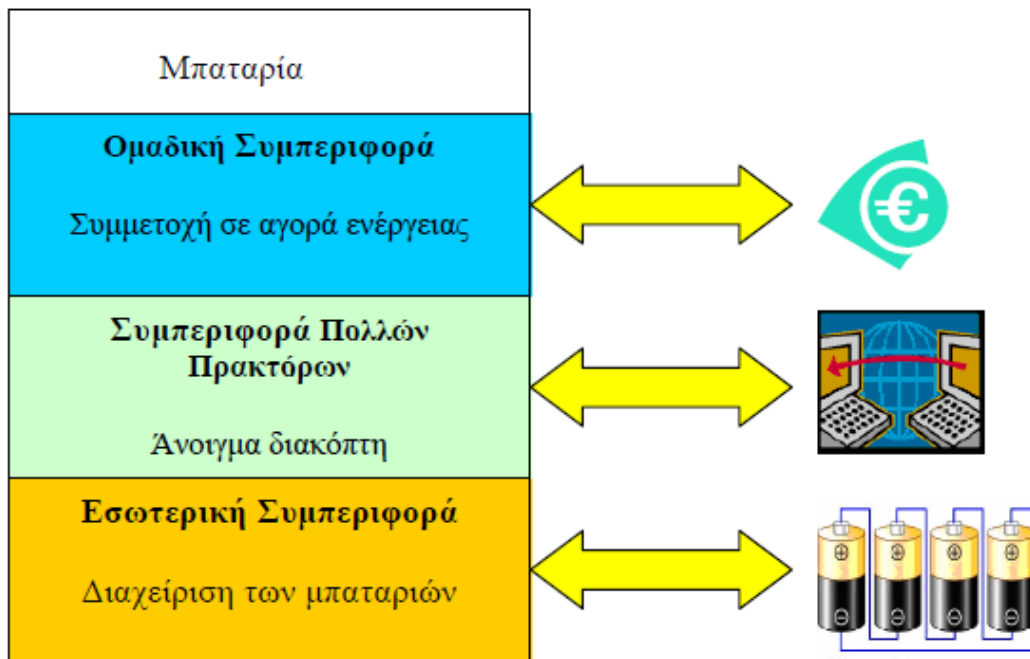 Μπαταρία
Ομαδική Συμπεριφορά
Συμμετοχή σε αγορά ενέργειας
Συμπεριφορά Πολλών
Πρακτόρων
Άνοιγμα διακόπτη
Εσωτερική Συμπεριφορά
Διαχείριση των μπαταριών